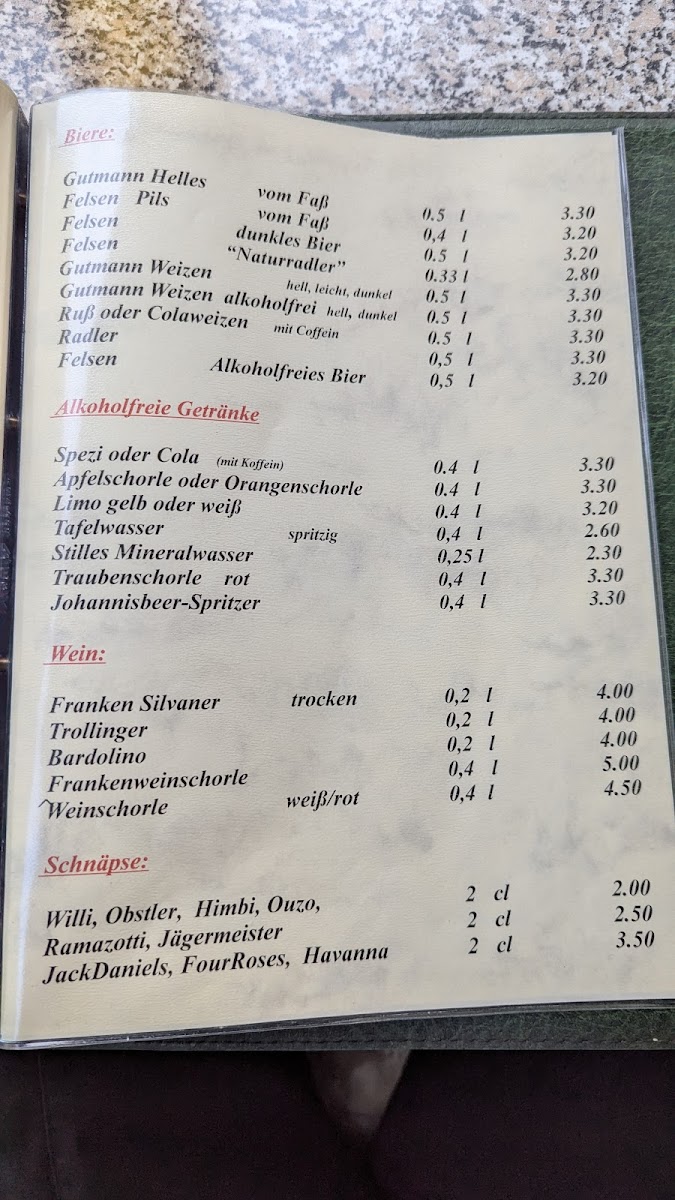 Biere:
Gutmann Helles vom Faß 0.5 l 3.30
Felsen Pils vom Faß 0,4 l 3.20
Felsen dunkles Bier 0.5 l 3.20
Felsen “Naturradler” 0.33 l 2.80
Gutmann Weizen hell, leicht, dunkel 0.5 l 3.30
Gutmann Weizen alkoholfrei hell, dunkel 0.5 l 3.30
Ruß oder Colaweizen mit Coffein 0.5 l 3.30
Radler 0,5 l 3.30
Felsen Alkoholfreies Bier 0,5 l 3.20
Alkoholfreie Getränke
Spezi oder Cola (mit Koffein) 0.4 l 3.30
Apfelschorle oder Orangenschorle 0.4 l 3.30
Limo gelb oder weiß 0.4 l 3.20
Tafelwasser spritzig 0,4 l 2.60
Stilles Mineralwasser 0,25 l 2.30
Traubenschorle rot 0,4 l 3.30
Johannisbeer-Spritzer 0,4 l 3.30
Wein:
Franken Silvaner trocken 0,2 l 4.00
Trollinger 0,2 l 4.00
Bardolino 0,2 l 4.00
Frankenweinschorle 0,4 l 5.00
^Weinschorle weiß/rot 0,4 l 4.50
Schnäpse:
Willi, Obstler, Himbi, Ouzo, 2 cl 2.00
Ramazotti, Jägermeister 2 cl 2.50
JackDaniels, FourRoses, Havanna 2 cl 3.50